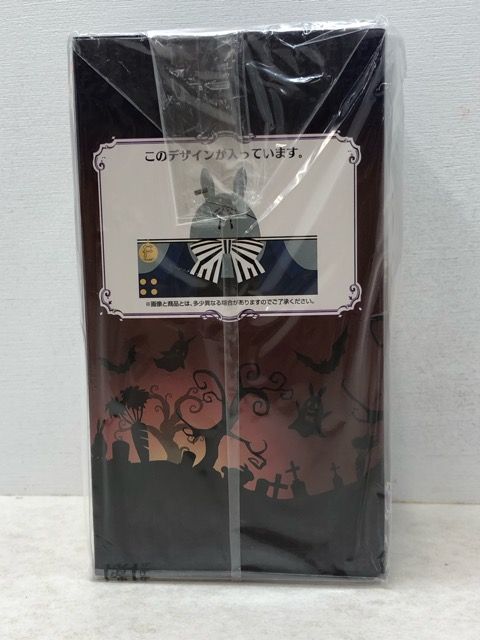 このデザインが入っています。
※画像と商品とは、多少異なる場合がありますのでご了承ください。